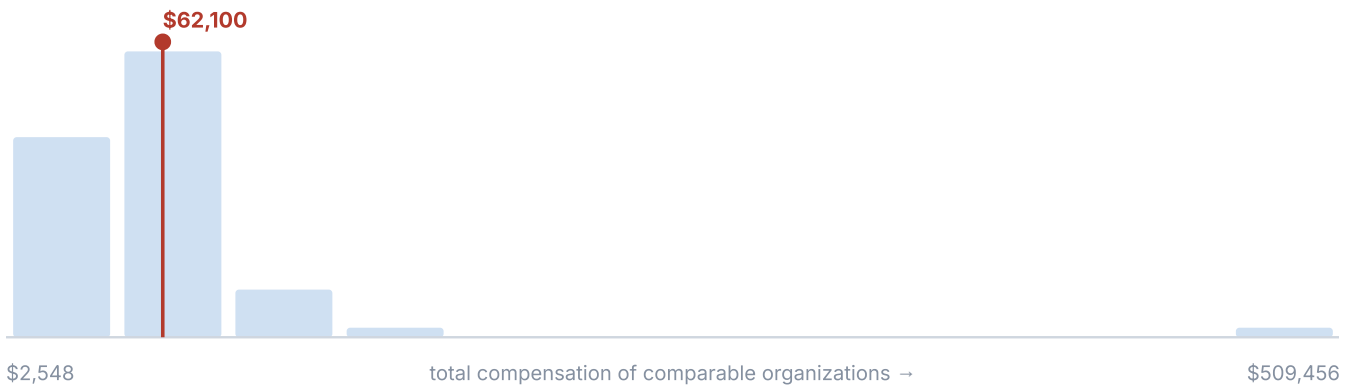 $62,100
$2,548
total compensation of comparable organizations →
$509,456